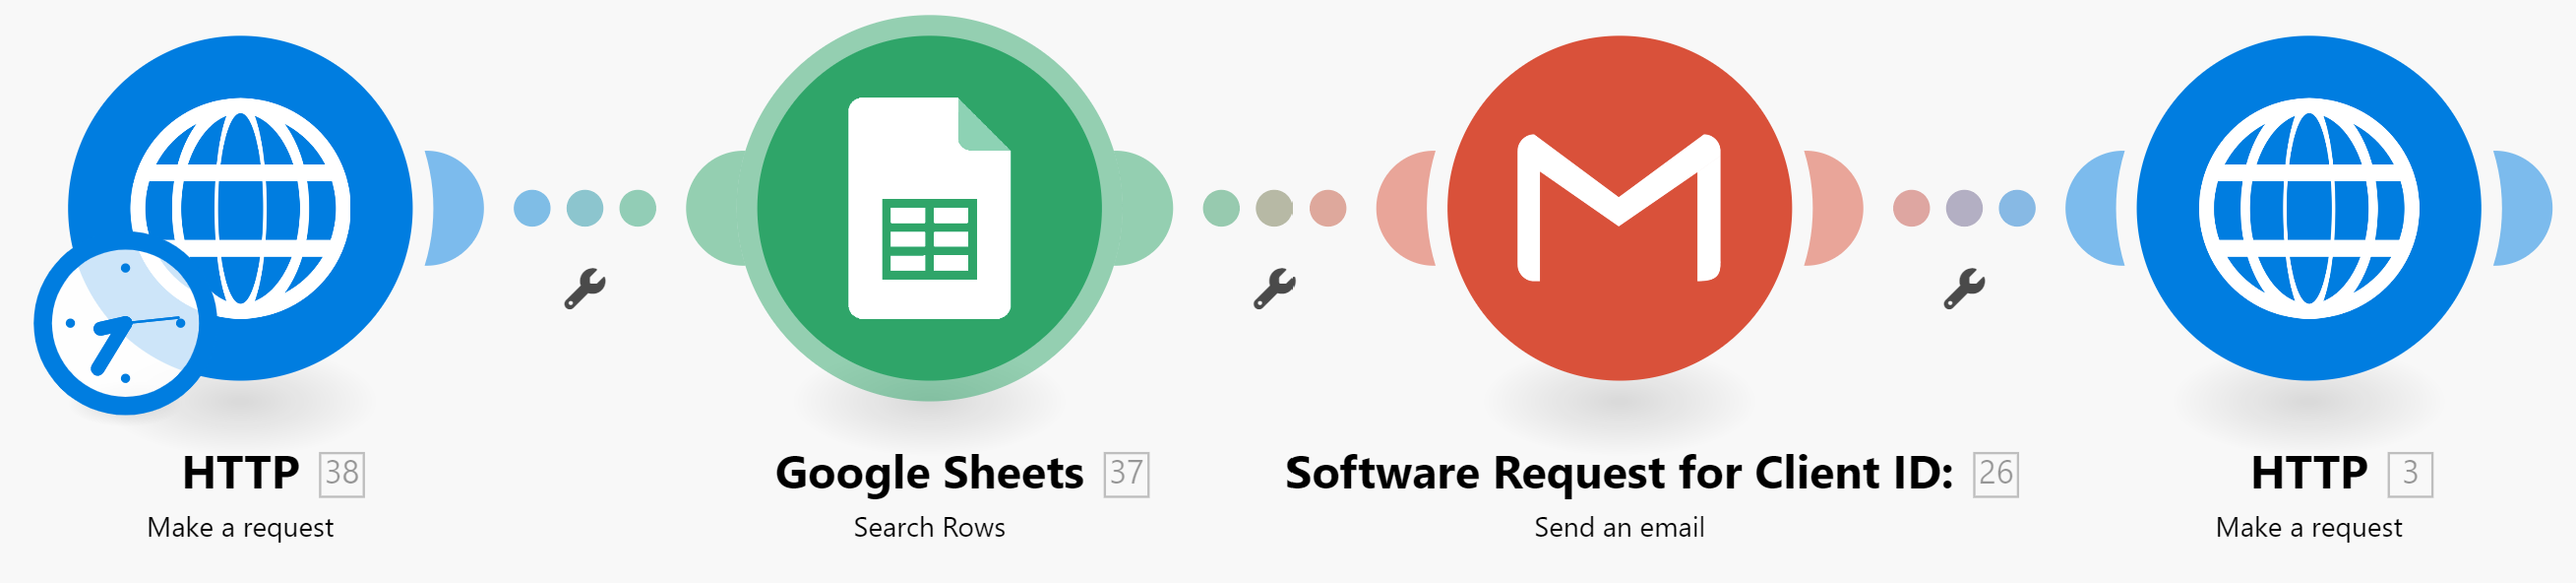 HTTP 38
Make a request
Google Sheets 37
Search Rows
Software Request for Client ID: 26
Send an email
HTTP 3
Make a request